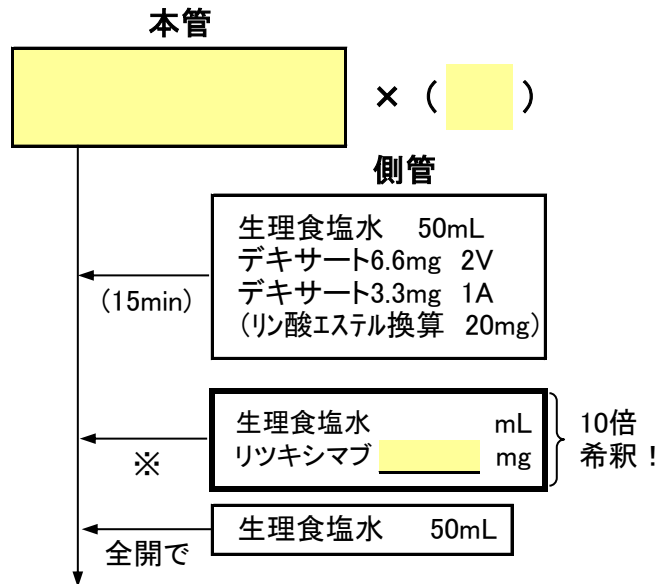 本管
×（　）
側管
生理食塩水　50mL
デキサート6.6mg　2V
デキサート3.3mg　1A
（リン酸エステル換算　20mg）
（15min）
生理食塩水　mL
リツキシマブ　mg
10倍
希釈！
※
生理食塩水　50mL
全開で